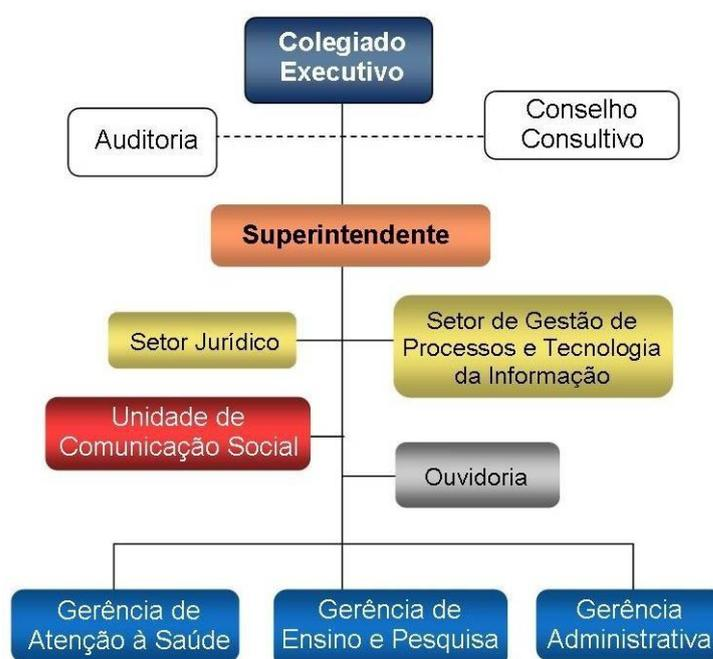 Colegiado
Executivo
Auditoria
Conselho
Consultivo
Superintendente
Setor Jurídico
Setor de Gestão de
Processos e Tecnologia
da Informação
Unidade de
Comunicação Social
Ouvidoria
Gerência de
Atenção à Saúde
Gerência de
Ensino e Pesquisa
Gerência
Administrativa